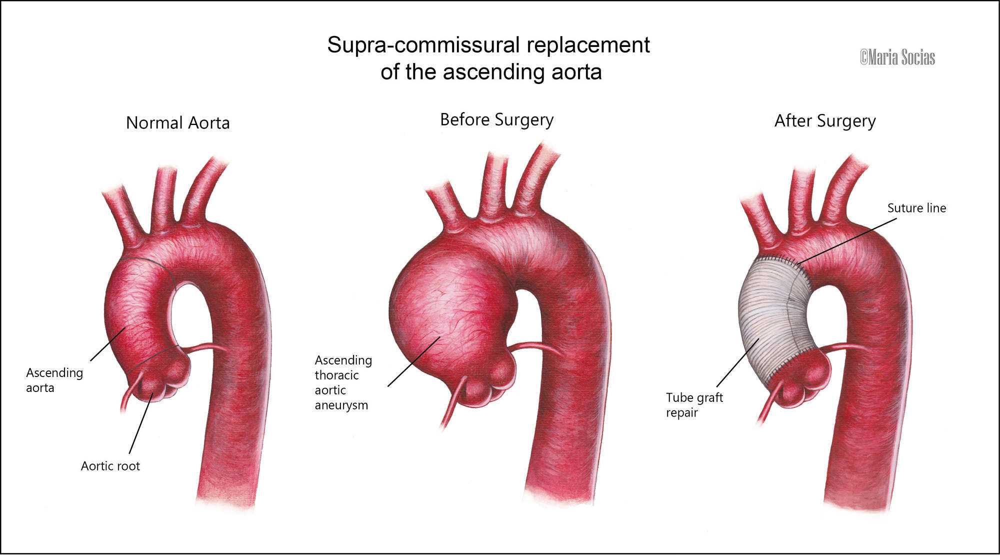 Supra-commissural replacement
of the ascending aorta
©Maria Socias
Normal Aorta
Before Surgery
After Surgery
Suture line
Ascending
aorta
Aortic root
Ascending
thoracic
aortic
aneurysm
Tube graft
repair